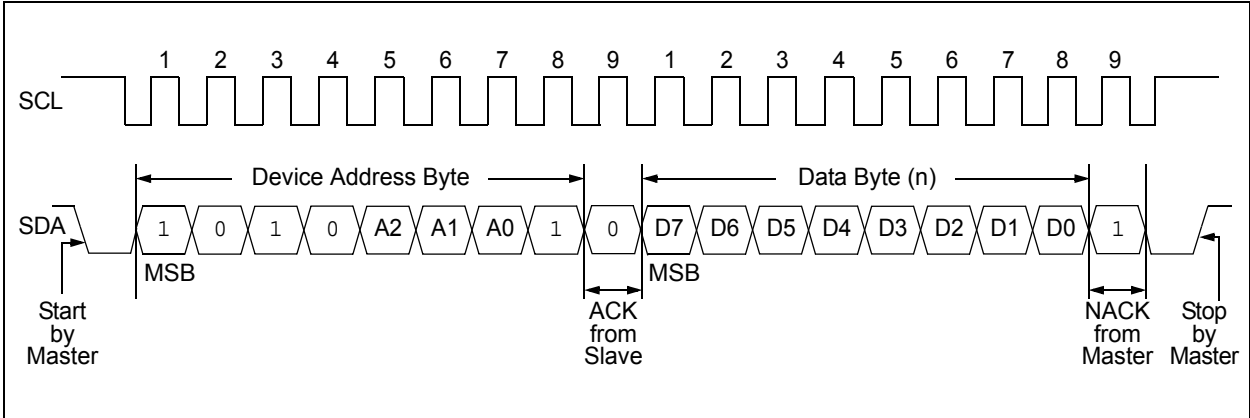 1 2 3 4 5 6 7 8 9 1 2 3 4 5 6 7 8 9
SCL
Device Address Byte Data Byte (n)
SDA 1 0 1 0 A2 A1 A0 1 0 D7 D6 D5 D4 D3 D2 D1 D0 1
MSB MSB
Start by Master
ACK from Slave
NACK from Master
Stop by Master